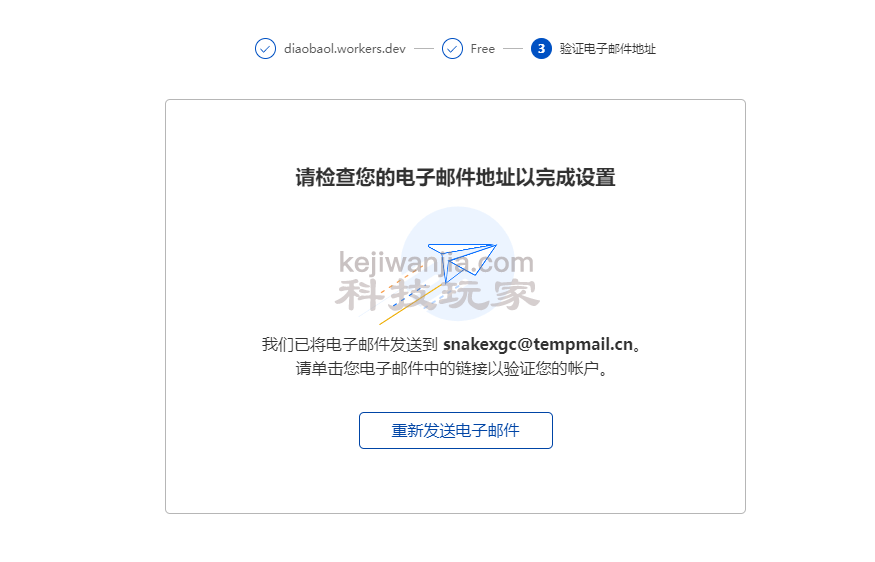 diaobaol.workers.dev
Free
3 验证电子邮件地址
请检查您的电子邮件地址以完成设置
kejiwanjia.com
科技玩家
我们已将电子邮件发送到 snakexgc@tempmail.cn。
请单击您电子邮件中的链接以验证您的帐户。
重新发送电子邮件